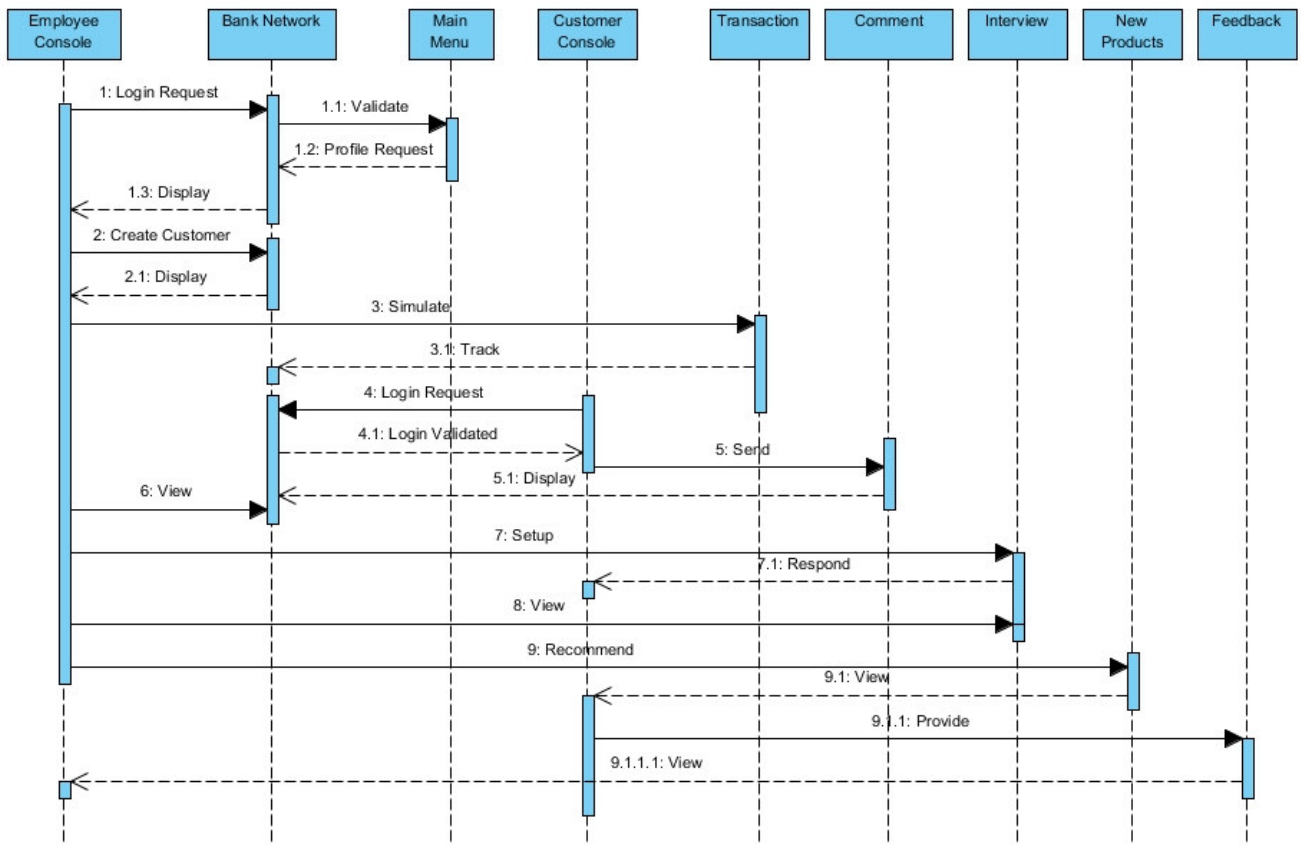 Employee
Console
Bank Network
Main
Menu
Customer
Console
Transaction
Comment
Interview
New
Products
Feedback
1: Login Request
1.1: Validate
1.2: Profile Request
1.3: Display
2: Create Customer
2.1: Display
3: Simulate
3.1: Track
4: Login Request
4.1: Login Validated
5: Send
5.1: Display
6: View
7: Setup
7.1: Respond
8: View
9: Recommend
9.1: View
9.1.1: Provide
9.1.1.1: View